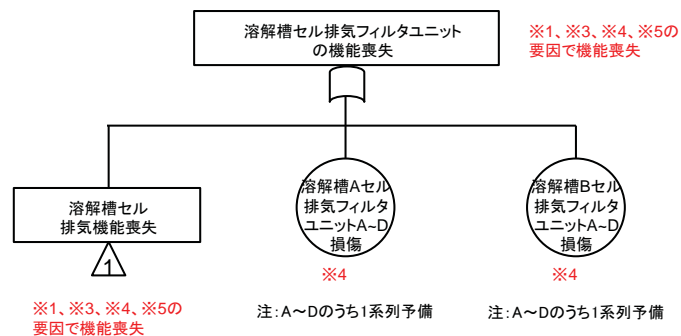 溶解槽セル排気フィルタユニット
の機能喪失
※1、※3、※4、※5の
要因で機能喪失
溶解槽セル
排気機能喪失
1
※1、※3、※4、※5の
要因で機能喪失
溶解槽Aセル
排気フィルタ
ユニットA~D
損傷
※4
注:A～Dのうち1系列予備
溶解槽Bセル
排気フィルタ
ユニットA~D
損傷
※4
注:A～Dのうち1系列予備